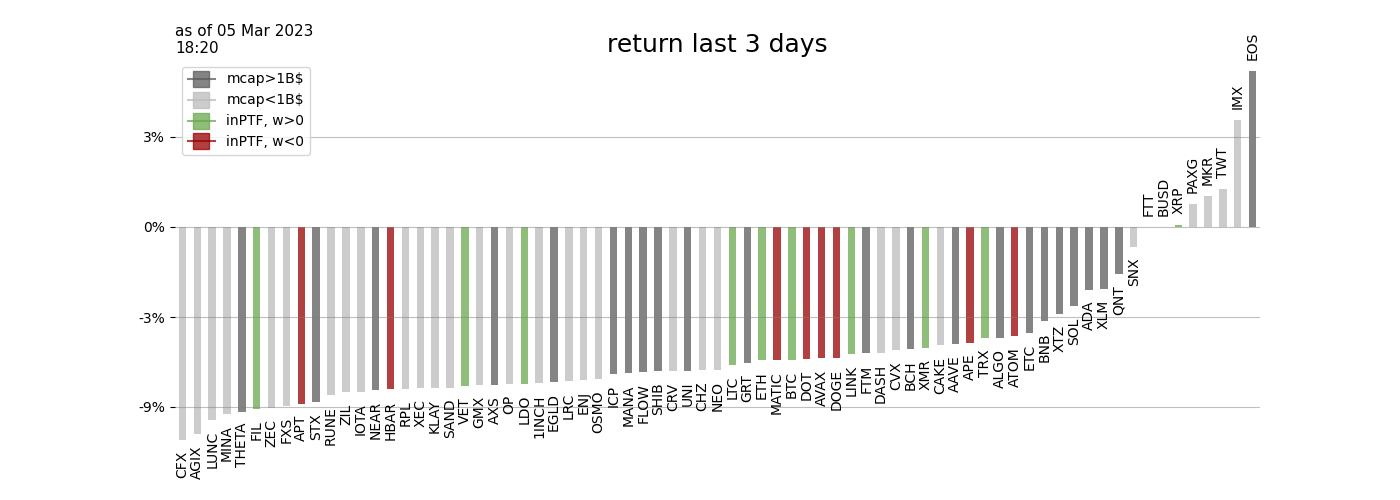 as of 05 Mar 2023
18:20
return last 3 days
mcap>1B$
mcap<1B$
inPTF, w>0
inPTF, w<0
3%
0%
-3%
-9%
CFX
AGIX
LUNC
MINA
THETA
FIL
ZEC
FXS
APT
STX
RUNE
ZIL
IOTA
NEAR
HBAR
RPL
XEC
KLAY
SAND
VET
GMX
AXS
OP
LDO
1INCH
EGLD
LRC
ENJ
OSMO
ICP
MANA
FLOW
SHIB
CRV
UNI
CHZ
NEO
LTC
GRT
ETH
MATIC
BTC
DOT
AVAX
DOGE
LINK
FTM
DASH
CVX
BCH
XMR
CAKE
AAVE
APE
TRX
ALGO
ATOM
ETC
BNB
XTZ
SOL
ADA
XLM
QNT
SNX
FTT
BUSD
XRP
PAXG
MKR
TWT
IMX
EOS